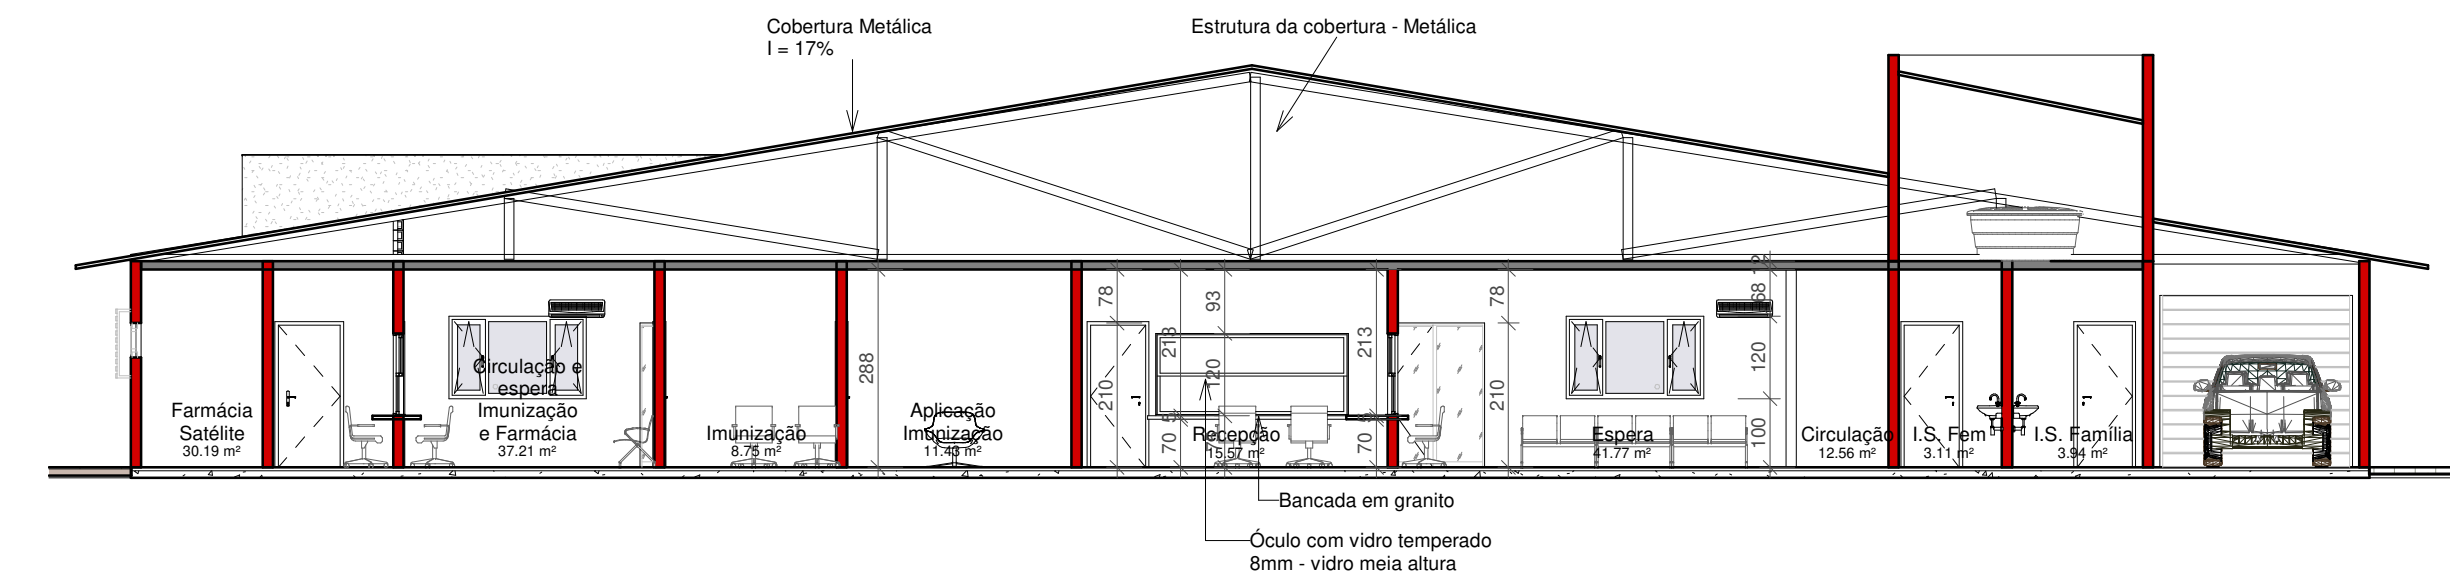 Cobertura Metálica
I = 17%
Estrutura da cobertura - Metálica
12
78
93
78
68
213
213
288
120
120
210
210
5
5
70
70
100
Farmácia
Satélite
30.19 m²
Circulação e
espera
Imunização
e Farmácia
37.21 m²
Imunização
8.75 m²
Aplicação
Imunização
11.43 m²
Recepção
15.57 m²
Espera
41.77 m²
Circulação
12.56 m²
I.S. Fem
3.11 m²
I.S. Família
3.94 m²
Bancada em granito
Óculo com vidro temperado
8mm - vidro meia altura